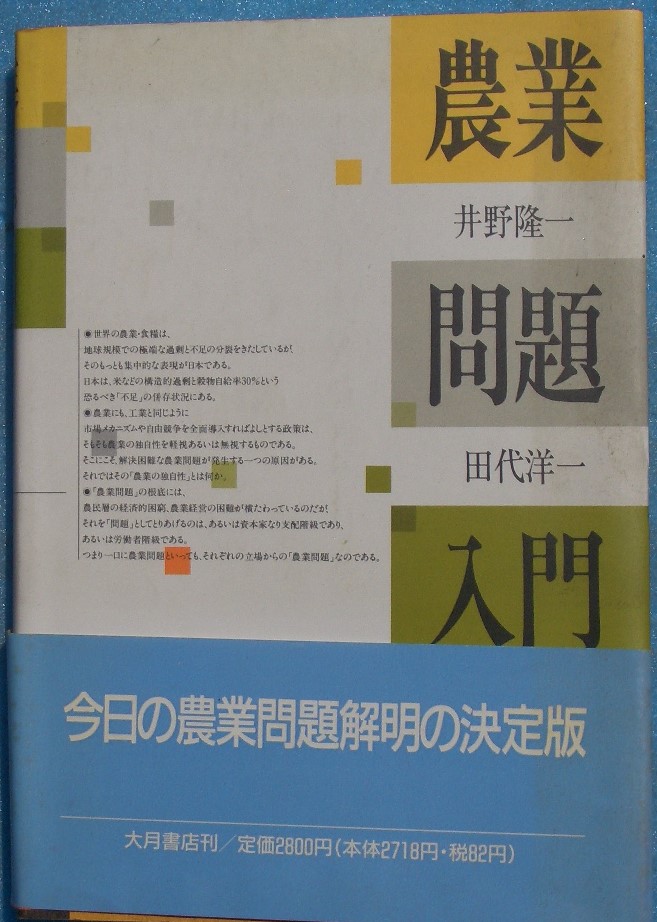 農業
井野隆一
問題
田代洋一
入門
●世界の農業・食糧は、
地球規模での極端な過剰と不足の分裂をきたしているが、
そのもっとも集中的な表現が日本である。
日本は、米などの構造的過剰と穀物自給率30%という
恐るべき「不足」の併存状況にある。
●農業にも、工業と同じように
市場メカニズムや自由競争を全面導入すればよしとする政策は、
そもそも農業の独自性を軽視あるいは無視するものである。
そこにこそ、解決困難な農業問題が発生する一つの原因がある。
それではその「農業の独自性」とは何か。
●「農業問題」の根底には、
農民層の経済的困窮、農業経営の困難が横たわっているのだが、
それを「問題」としてとりあげるのは、あるいは資本家なり支配階級であり、
あるいは労働者階級である。
つまり一口に農業問題といっても、それぞれの立場からの「農業問題」なのである。
今日の農業問題解明の決定版
大月書店刊/定価2800円(本体2718円・税82円)